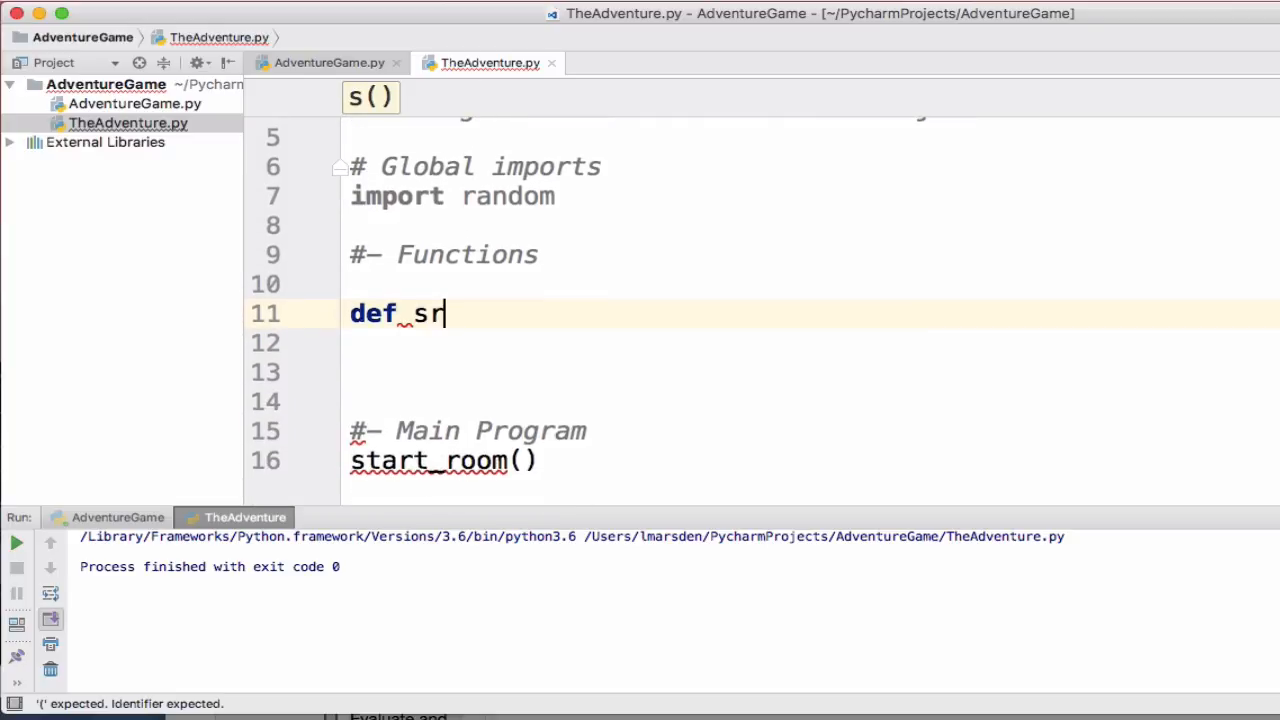 TheAdventure.py - AdventureGame - [~/PycharmProjects/AdventureGame]
AdventureGame TheAdventure.py
Project AdventureGame.py TheAdventure.py
AdventureGame ~/Pycharm
AdventureGame.py
TheAdventure.py
External Libraries
s()
5
6 # Global imports
7 import random
8
9 #- Functions
10
11 def sr
12
13
14
15 #- Main Program
16 start_room()
Run: AdventureGame TheAdventure
/Library/Frameworks/Python.framework/Versions/3.6/bin/python3.6 /Users/lmarsden/PycharmProjects/AdventureGame/TheAdventure.py
Process finished with exit code 0
'(' expected. Identifier expected.
Evaluate and